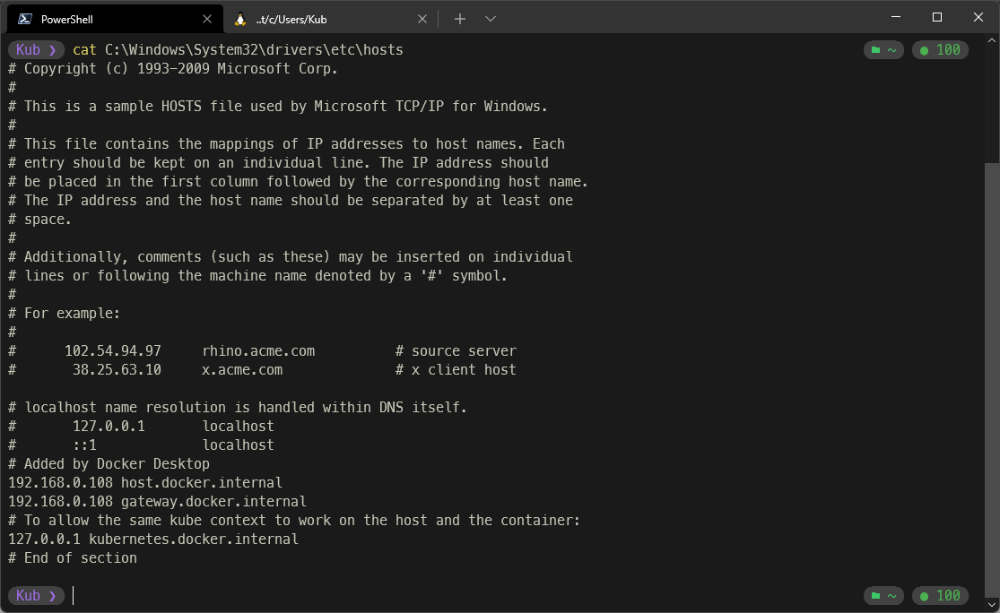 PowerShell
..t/c/Users/Kub
Kub ❯ cat C:\Windows\System32\drivers\etc\hosts ~ 100
# Copyright (c) 1993-2009 Microsoft Corp.
#
# This is a sample HOSTS file used by Microsoft TCP/IP for Windows.
#
# This file contains the mappings of IP addresses to host names. Each
# entry should be kept on an individual line. The IP address should
# be placed in the first column followed by the corresponding host name.
# The IP address and the host name should be separated by at least one
# space.
#
# Additionally, comments (such as these) may be inserted on individual
# lines or following the machine name denoted by a '#' symbol.
#
# For example:
#
#      102.54.94.97     rhino.acme.com          # source server
#       38.25.63.10     x.acme.com              # x client host

# localhost name resolution is handled within DNS itself.
#       127.0.0.1       localhost
#       ::1             localhost
# Added by Docker Desktop
192.168.0.108 host.docker.internal
192.168.0.108 gateway.docker.internal
# To allow the same kube context to work on the host and the container:
127.0.0.1 kubernetes.docker.internal
# End of section

Kub ❯ ~ 100